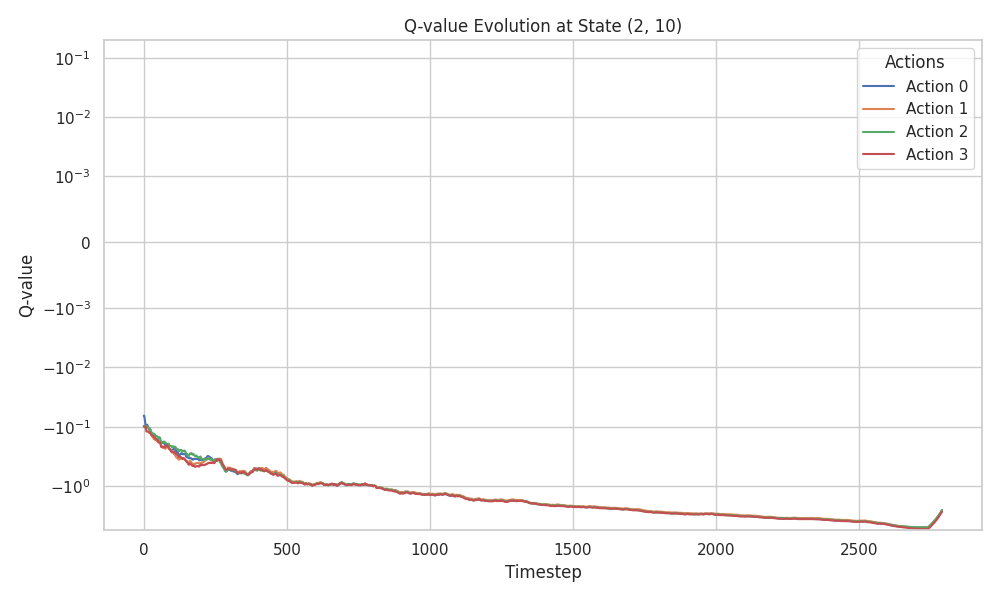 Q-value Evolution at State (2, 10)
Actions
Action 0
Action 1
Action 2
Action 3
Q-value
10⁻¹
10⁻²
10⁻³
0
−10⁻³
−10⁻²
−10⁻¹
−10⁰
0 500 1000 1500 2000 2500
Timestep